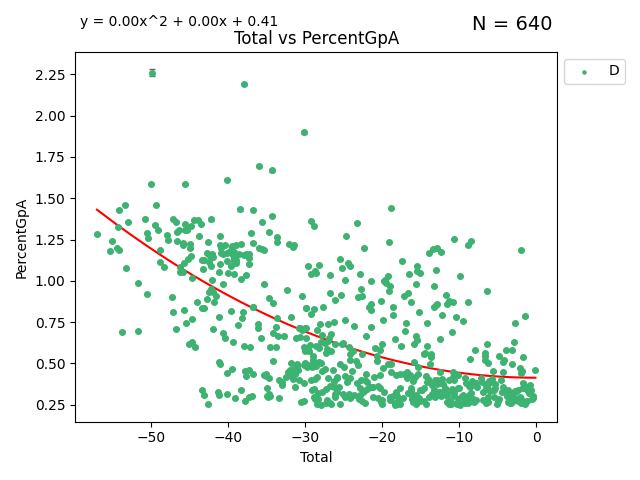 y = 0.00x^2 + 0.00x + 0.41
N = 640
Total vs PercentGpA
D
PercentGpA
2.25
2.00
1.75
1.50
1.25
1.00
0.75
0.50
0.25
−50
−40
−30
−20
−10
0
Total